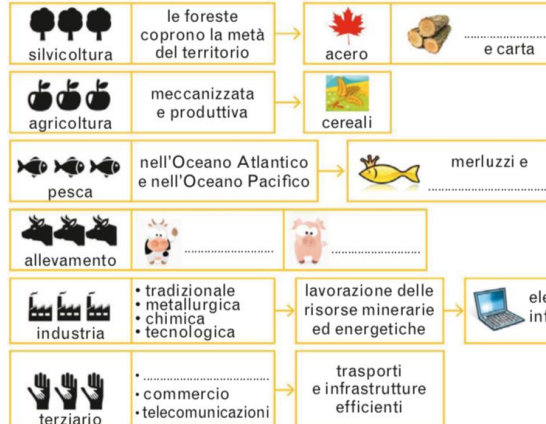 silvicoltura
le foreste
coprono la metà
del territorio
acero
........................
e carta
agricoltura
meccanizzata
e produttiva
cereali
pesca
nell'Oceano Atlantico
e nell'Oceano Pacifico
merluzzi e
........................
allevamento
........................
........................
industria
• tradizionale
• metallurgica
• chimica
• tecnologica
lavorazione delle
risorse minerarie
ed energetiche
terziario
• ........................
• commercio
• telecomunicazioni
trasporti
e infrastrutture
efficienti